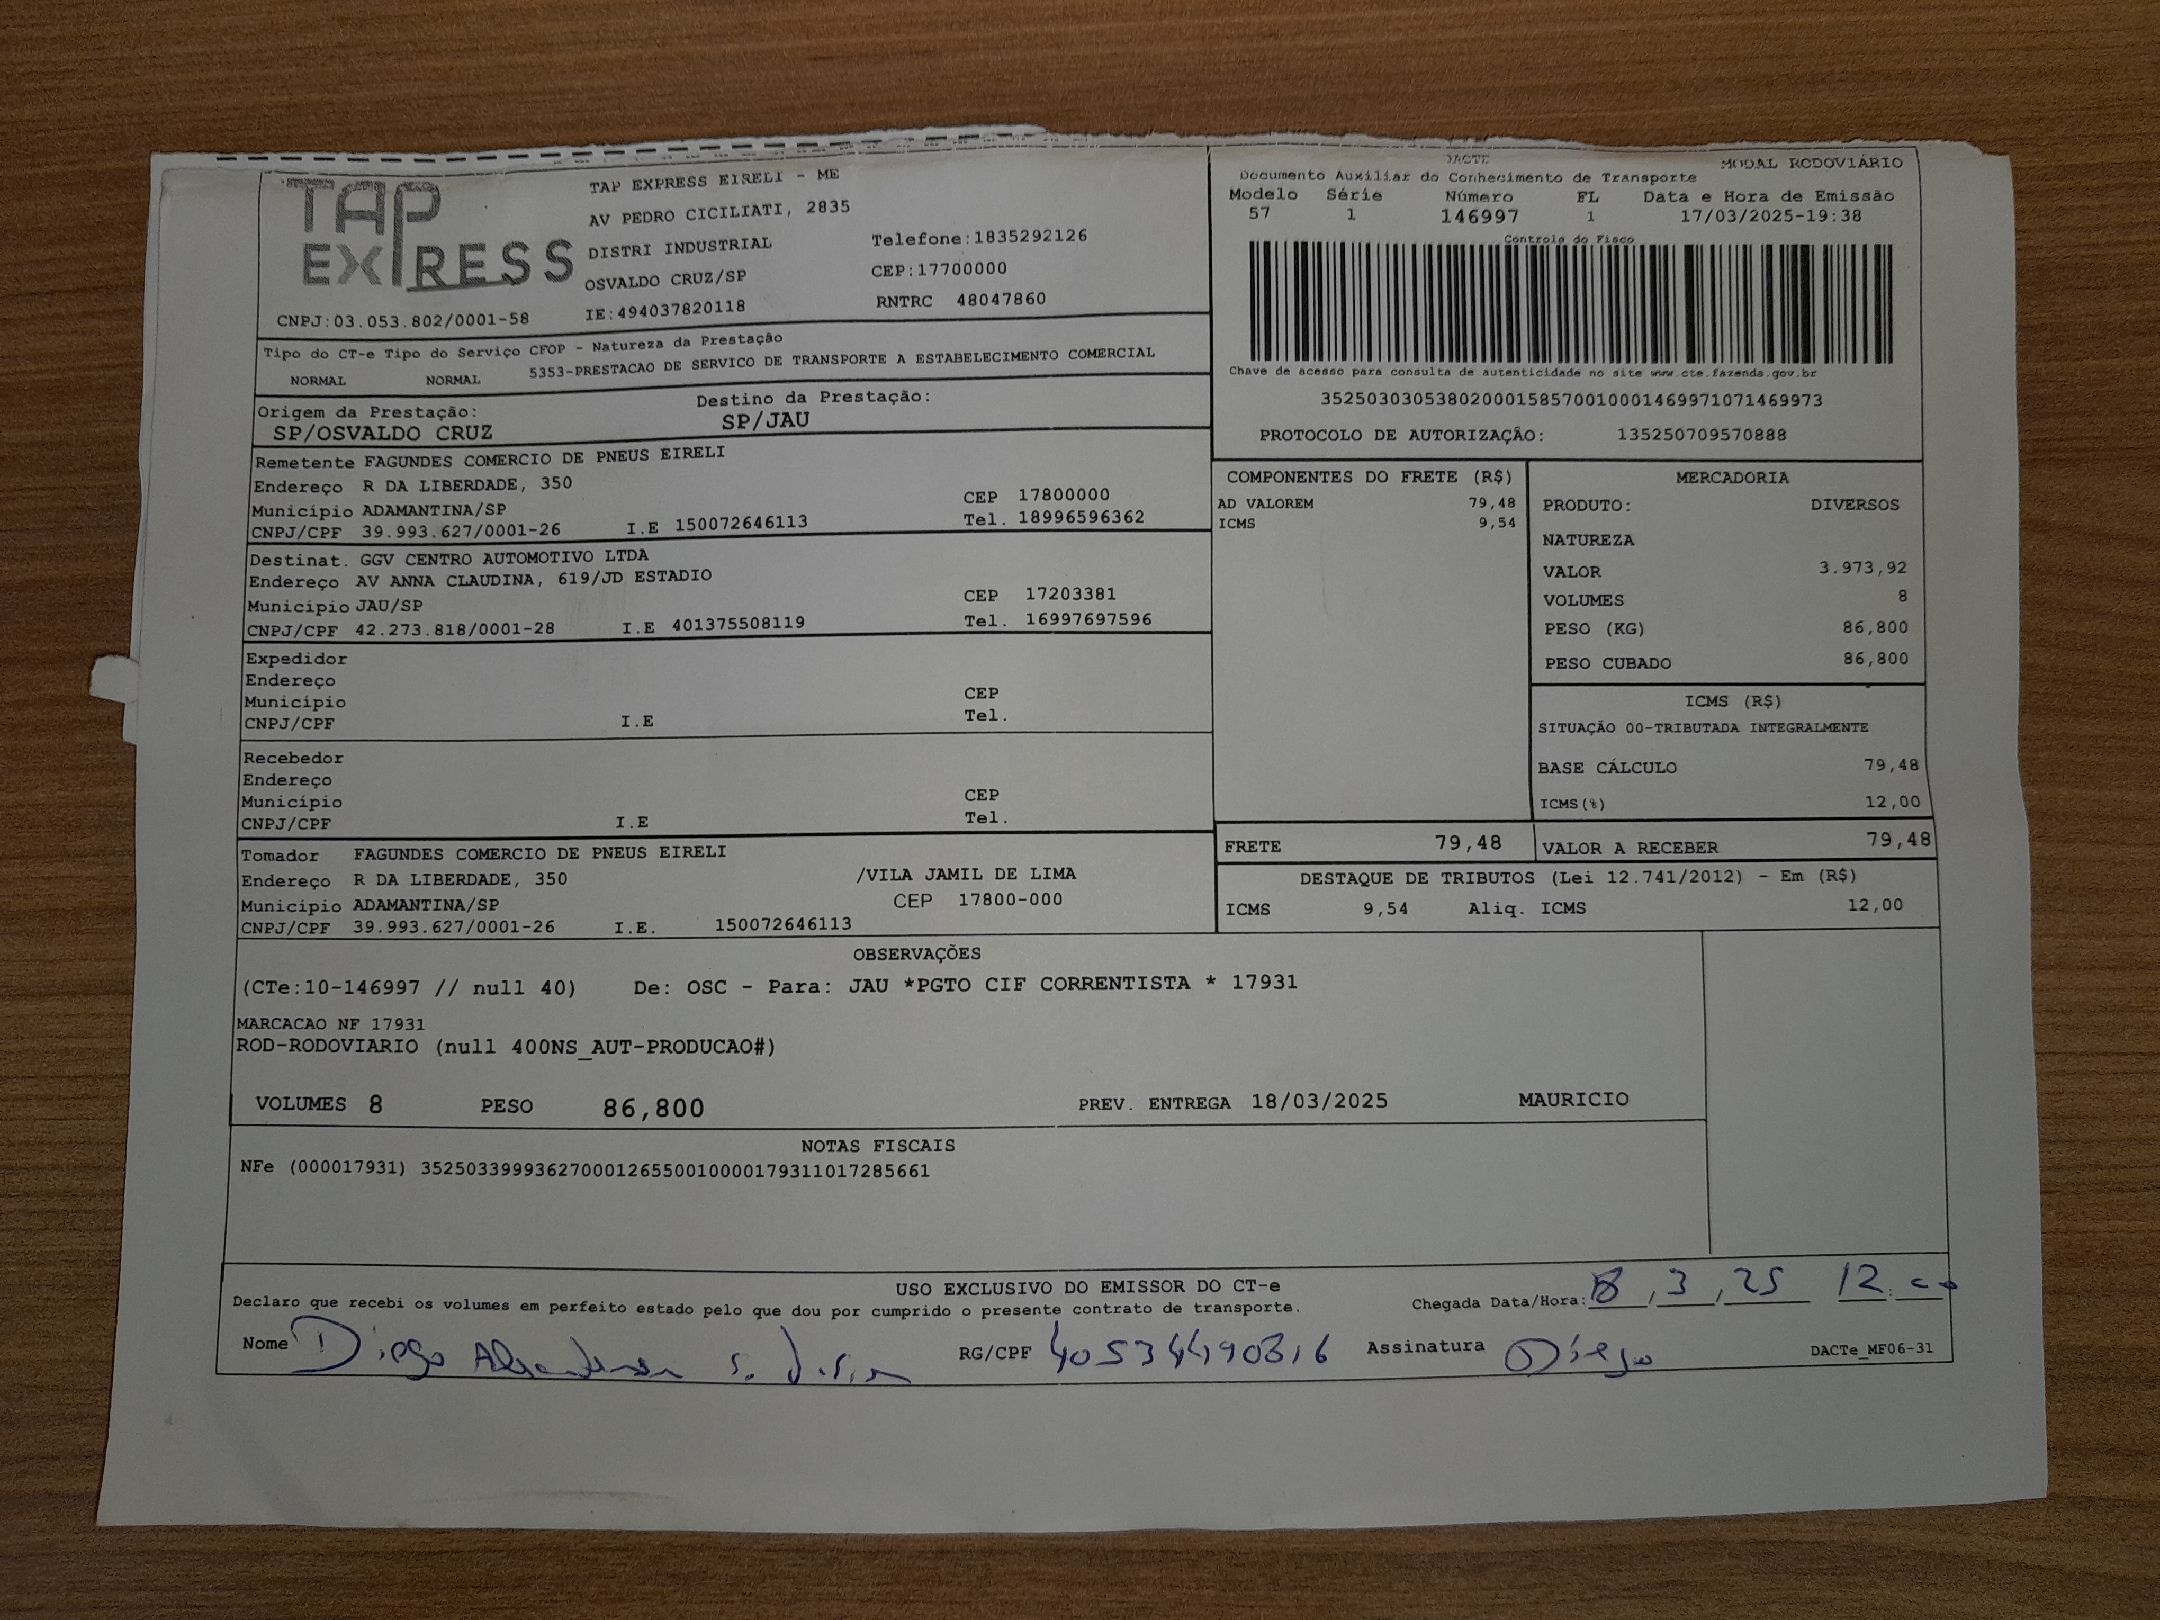 TAP EXPRESS
TAP EXPRESS EIRELI - ME
AV PEDRO CICILIATI, 2835
DISTRI INDUSTRIAL Telefone:1835292126
OSVALDO CRUZ/SP CEP:17700000
CNPJ:03.053.802/0001-58 IE:494037820118 RNTRC 48047860
DACTE MODAL RODOVIÁRIO
Documento Auxiliar do Conhecimento de Transporte
Modelo Série Número FL Data e Hora de Emissão
57 1 146997 1 17/03/2025-19:38
Controle do Fisco
Chave de acesso para consulta de autenticidade no site www.cte.fazenda.gov.br
35250303053802000158570010001469971071469973
PROTOCOLO DE AUTORIZAÇÃO: 135250709570888
Tipo do CT-e Tipo do Serviço CFOP - Natureza da Prestação
NORMAL NORMAL 5353-PRESTACAO DE SERVICO DE TRANSPORTE A ESTABELECIMENTO COMERCIAL
Origem da Prestação: Destino da Prestação:
SP/OSVALDO CRUZ SP/JAU
Remetente FAGUNDES COMERCIO DE PNEUS EIRELI
Endereço R DA LIBERDADE, 350
Município ADAMANTINA/SP CEP 17800000
CNPJ/CPF 39.993.627/0001-26 I.E 150072646113 Tel. 18996596362
Destinat. GGV CENTRO AUTOMOTIVO LTDA
Endereço AV ANNA CLAUDINA, 619/JD ESTADIO
Município JAU/SP CEP 17203381
CNPJ/CPF 42.273.818/0001-28 I.E 401375508119 Tel. 16997697596
Expedidor
Endereço
Município CEP
CNPJ/CPF I.E Tel.
Recebedor
Endereço
Município CEP
CNPJ/CPF I.E Tel.
Tomador FAGUNDES COMERCIO DE PNEUS EIRELI
Endereço R DA LIBERDADE, 350 /VILA JAMIL DE LIMA
Município ADAMANTINA/SP CEP 17800-000
CNPJ/CPF 39.993.627/0001-26 I.E. 150072646113
COMPONENTES DO FRETE (R$)
AD VALOREM 79,48
ICMS 9,54
MERCADORIA
PRODUTO: DIVERSOS
NATUREZA
VALOR 3.973,92
VOLUMES 8
PESO (KG) 86,800
PESO CUBADO 86,800
ICMS (R$)
SITUAÇÃO 00-TRIBUTADA INTEGRALMENTE
BASE CÁLCULO 79,48
ICMS(%) 12,00
FRETE 79,48 VALOR A RECEBER 79,48
DESTAQUE DE TRIBUTOS (Lei 12.741/2012) - Em (R$)
ICMS 9,54 Aliq. ICMS 12,00
OBSERVAÇÕES
(CTe:10-146997 // null 40) De: OSC - Para: JAU *PGTO CIF CORRENTISTA * 17931
MARCACAO NF 17931
ROD-RODOVIARIO (null 400NS_AUT-PRODUCAO#)
VOLUMES 8 PESO 86,800 PREV. ENTREGA 18/03/2025 MAURICIO
NOTAS FISCAIS
NFe (000017931) 35250339993627000126550010000179311017285661
USO EXCLUSIVO DO EMISSOR DO CT-e
Declaro que recebi os volumes em perfeito estado pelo que dou por cumprido o presente contrato de transporte. Chegada Data/Hora: 3, 25 12:
Nome Diego RG/CPF Assinatura Diego DACTe_MF06-31